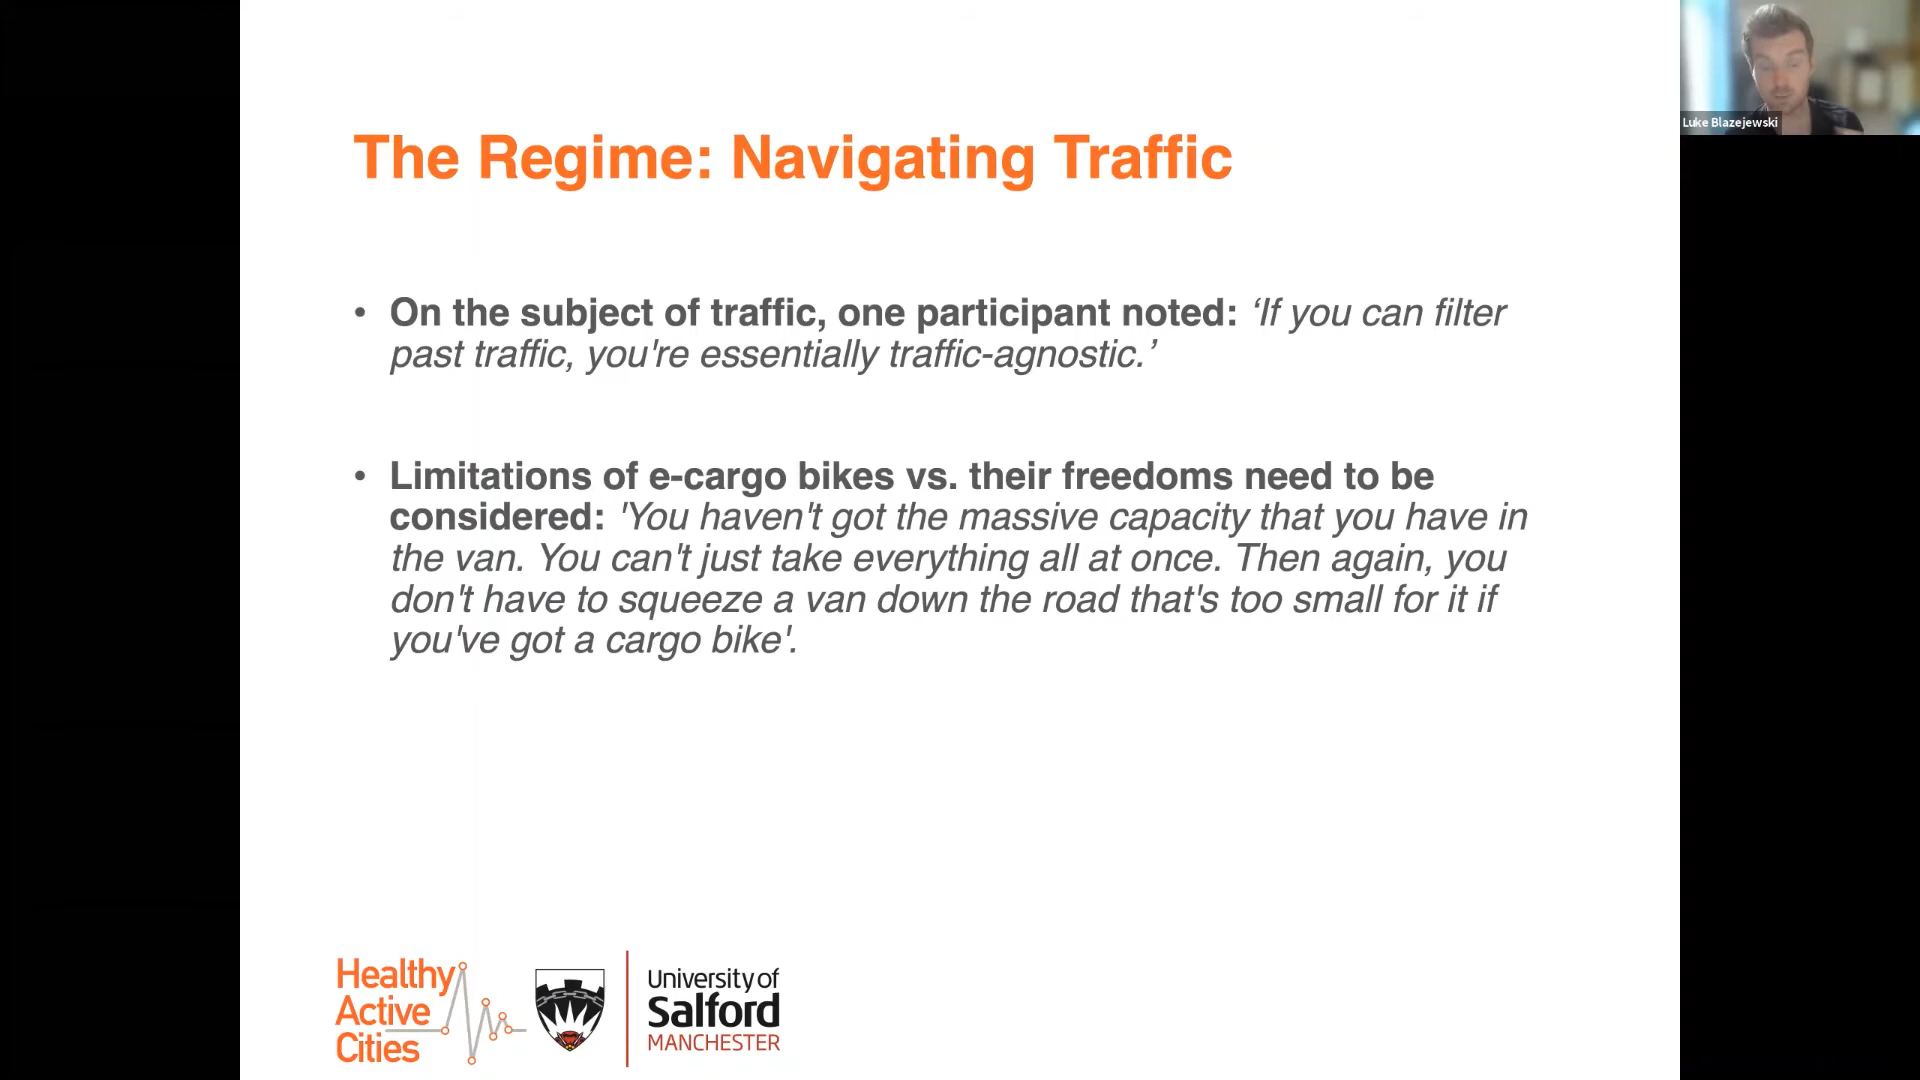 The Regime: Navigating Traffic
• On the subject of traffic, one participant noted: ‘If you can filter
past traffic, you're essentially traffic-agnostic.’
• Limitations of e-cargo bikes vs. their freedoms need to be
considered: 'You haven't got the massive capacity that you have in
the van. You can't just take everything all at once. Then again, you
don't have to squeeze a van down the road that's too small for it if
you've got a cargo bike'.
Healthy
Active
Cities
University of
Salford
MANCHESTER
Luke Blazejewski